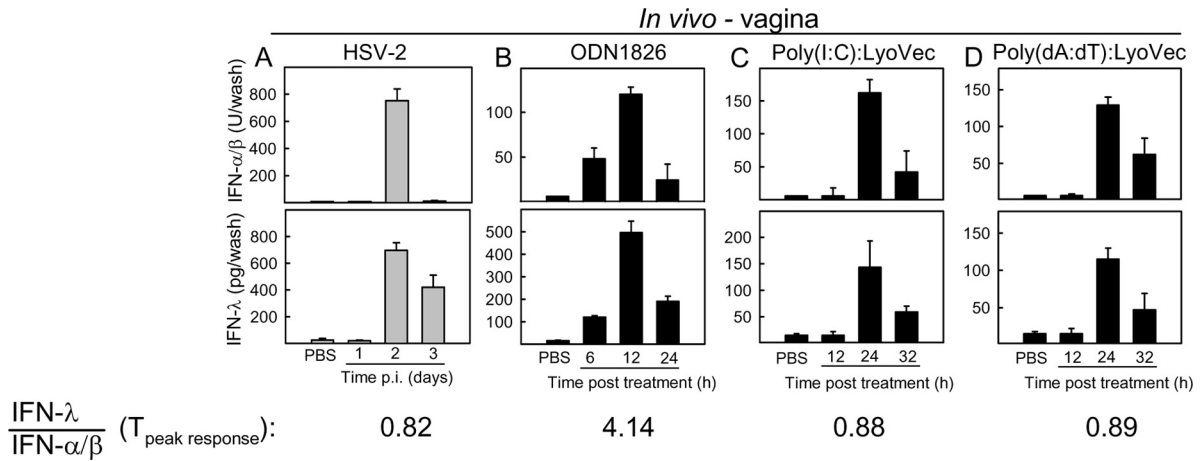 In vivo - vagina
A HSV-2
IFN-α/β (U/wash)
800
600
400
200
IFN-λ (pg/wash)
800
600
400
200
PBS 1 2 3
Time p.i. (days)
B ODN1826
100
50
500
400
300
200
100
PBS 6 12 24
Time post treatment (h)
C Poly(I:C):LyoVec
150
100
50
200
150
100
50
PBS 12 24 32
Time post treatment (h)
D Poly(dA:dT):LyoVec
150
100
50
150
100
50
PBS 12 24 32
Time post treatment (h)
IFN-λ
IFN-α/β (T peak response): 0.82 4.14 0.88 0.89